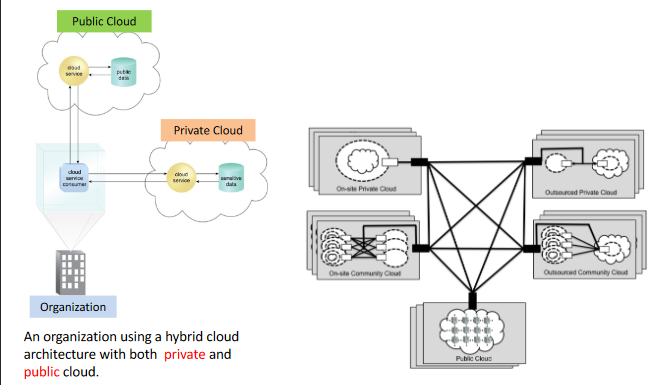 Public Cloud
cloud
service
public
data
Private Cloud
cloud
service
consumer
cloud
service
sensitive
data
Organization
An organization using a hybrid cloud
architecture with both private and
public cloud.
On-site Private Cloud
Outsourced Private Cloud
On-site Community Cloud
Outsourced Community Cloud
Public Cloud